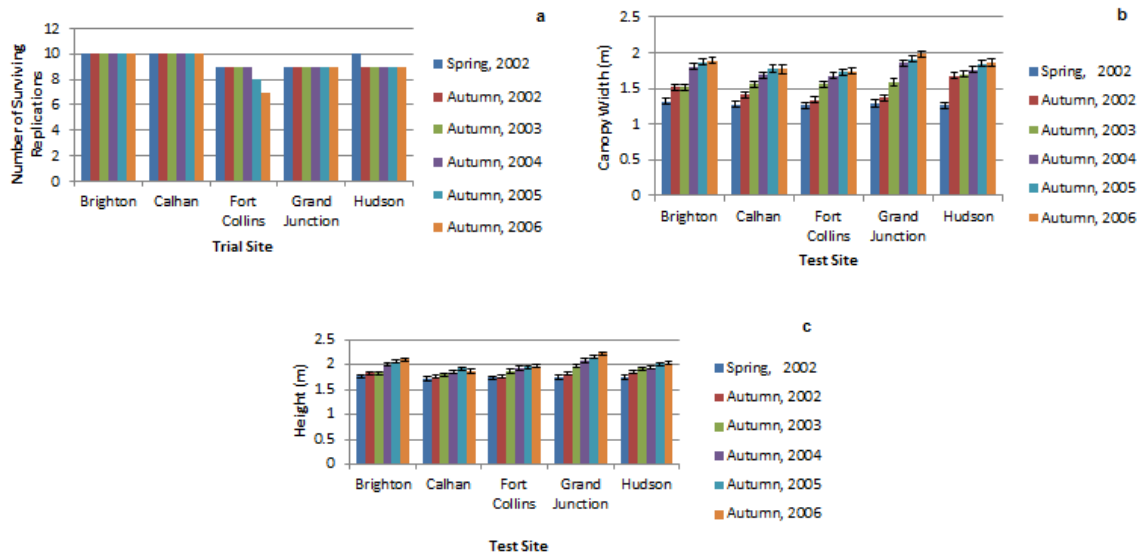 a
12
10
8
6
4
2
0
Number of Surviving
Replications
Brighton
Calhan
Fort
Collins
Grand
Junction
Hudson
Trial Site
Spring, 2002
Autumn, 2002
Autumn, 2003
Autumn, 2004
Autumn, 2005
Autumn, 2006
b
2.5
2
1.5
1
0.5
0
Canopy Width (m)
Brighton
Calhan
Fort
Collins
Grand
Junction
Hudson
Test Site
Spring, 2002
Autumn, 2002
Autumn, 2003
Autumn, 2004
Autumn, 2005
Autumn, 2006
c
2.5
2
1.5
1
0.5
0
Height (m)
Brighton
Calhan
Fort
Collins
Grand
Junction
Hudson
Test Site
Spring, 2002
Autumn, 2002
Autumn, 2003
Autumn, 2004
Autumn, 2005
Autumn, 2006